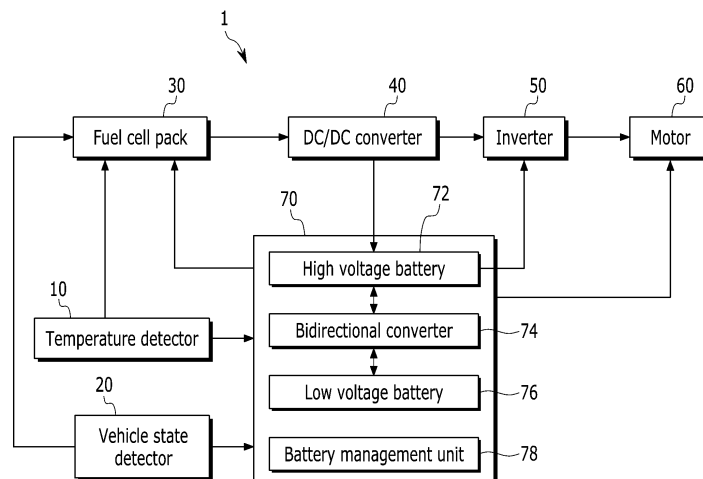 1
30
40
50
60
Fuel cell pack
DC/DC converter
Inverter
Motor
70
72
High voltage battery
10
Temperature detector
Bidirectional converter
74
20
Low voltage battery
76
Vehicle state
detector
Battery management unit
78